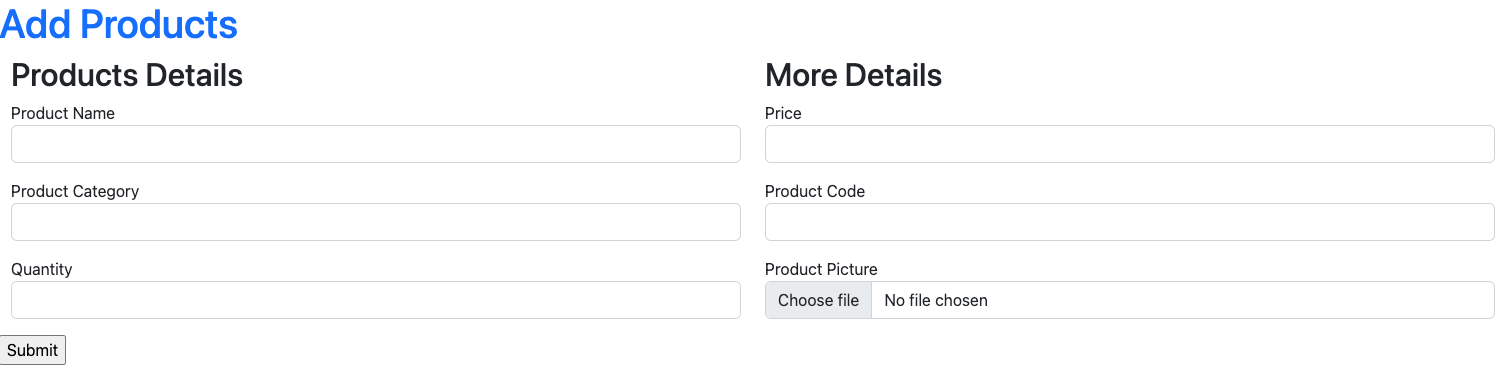 Add Products
Products Details
Product Name
Product Category
Quantity
More Details
Price
Product Code
Product Picture
Choose file No file chosen
Submit